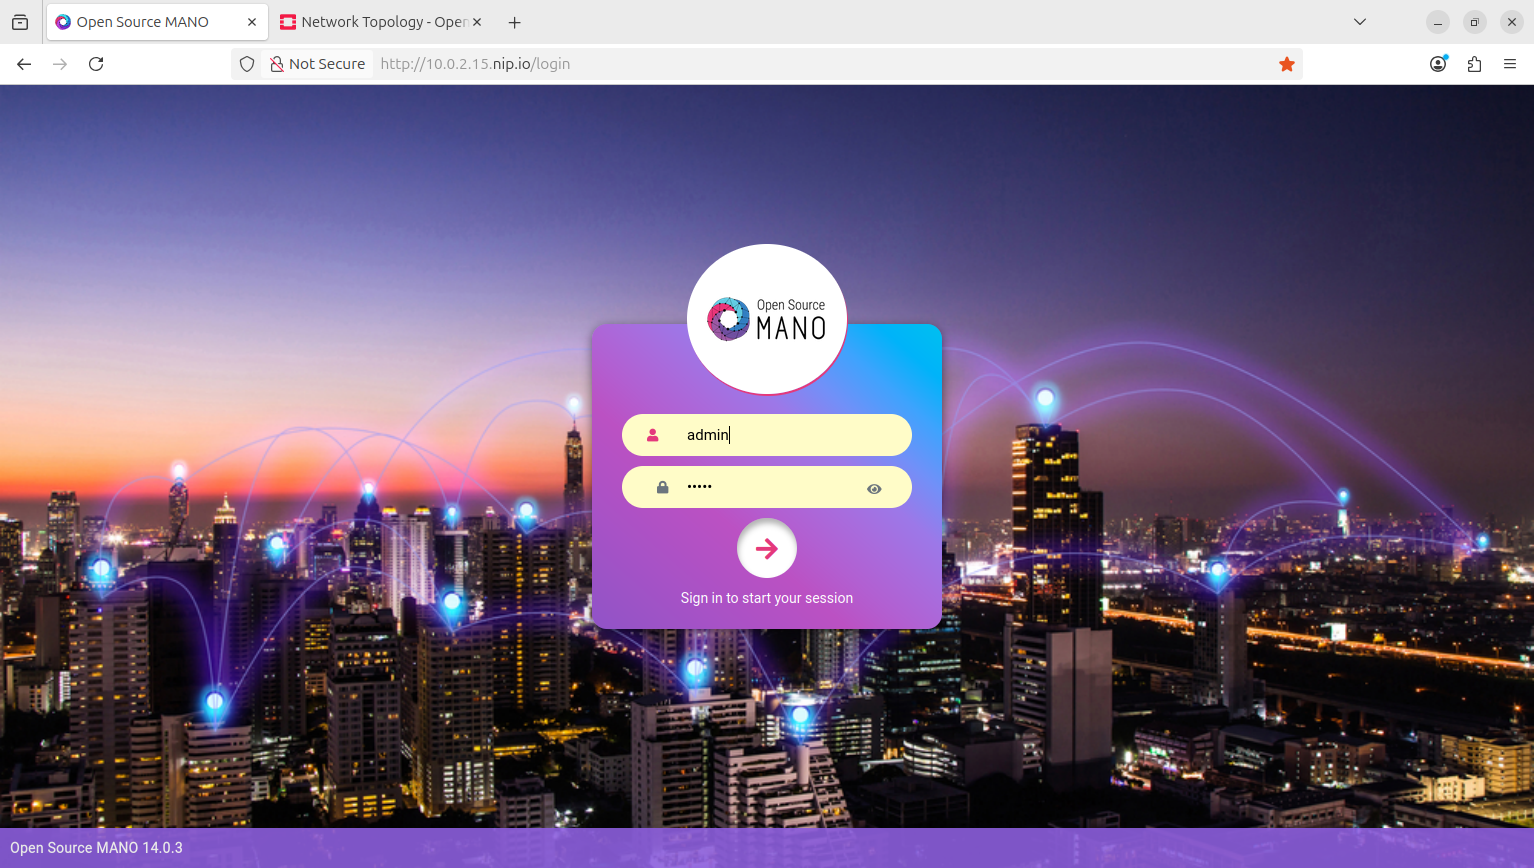 Open Source MANO
Network Topology - Open
Not Secure
http://10.0.2.15.nip.io/login
Open Source
MANO
admin
•••••
Sign in to start your session
Open Source MANO 14.0.3